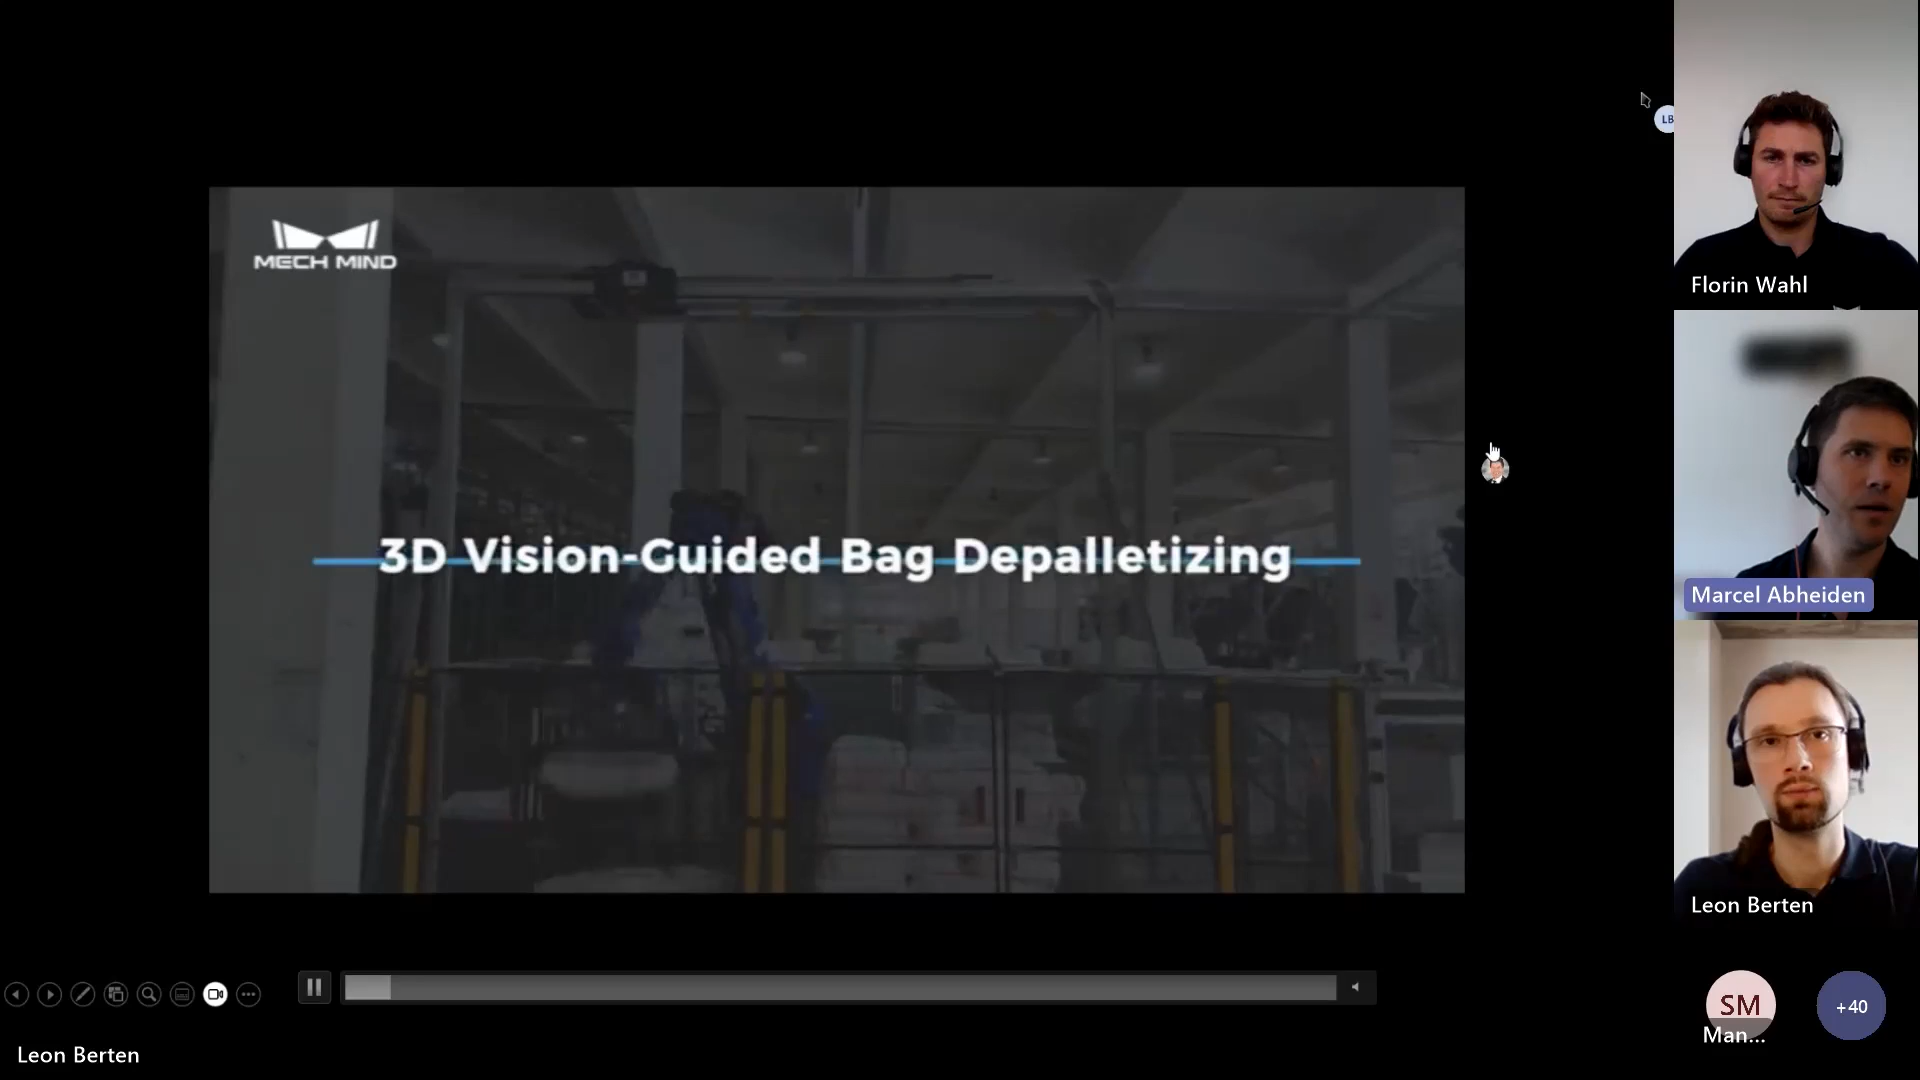 LB
MECH MIND
3D Vision-Guided Bag Depalletizing
Florin Wahl
Marcel Abheiden
Leon Berten
SM
Man...
+40
Leon Berten